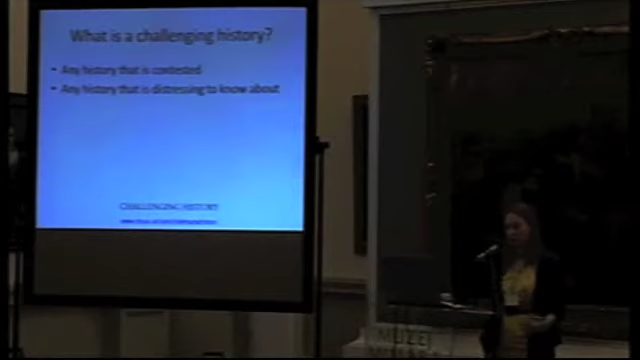 What is a challenging history?
• Any history that is contested
• Any history that is distressing to know about
CHALLENGING HISTORY
MUZEJ